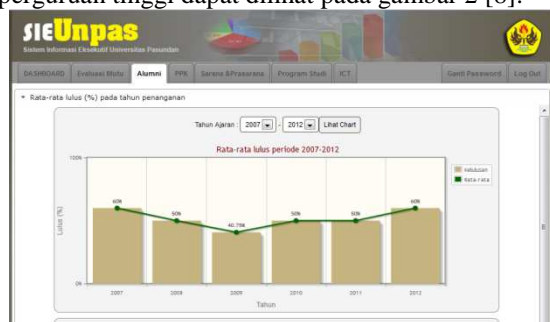 perguruan tinggi dapat dilihat pada gambar 2 [6].
SIEUnpas
Sistem Informasi Eksekutif Universitas Pasundan
DASHBOARD Evaluasi Mutu Alumni PPK Sarana &Prasarana Program Studi ICT Ganti Password Log Out
Rata-rata lulus (%) pada tahun penanganan
Tahun Ajaran : 2007 - 2012 Lihat Chart
Rata-rata lulus periode 2007-2012
100%
Kelulusan
Rata-rata
60% 50% 40.75% 50% 50% 60%
Lulus (%)
0%
2007 2008 2009 2010 2011 2012
Tahun